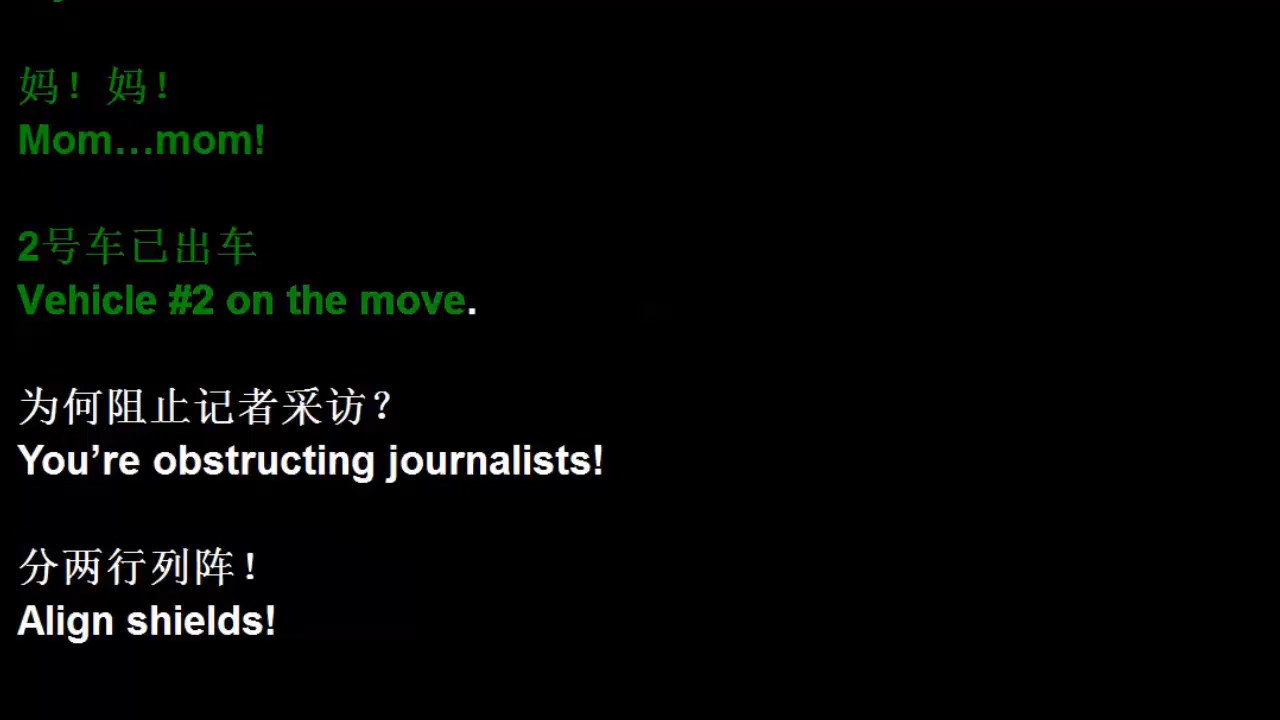 妈！妈！
Mom…mom!
2号车已出车
Vehicle #2 on the move.
为何阻止记者采访？
You’re obstructing journalists!
分两行列阵！
Align shields!